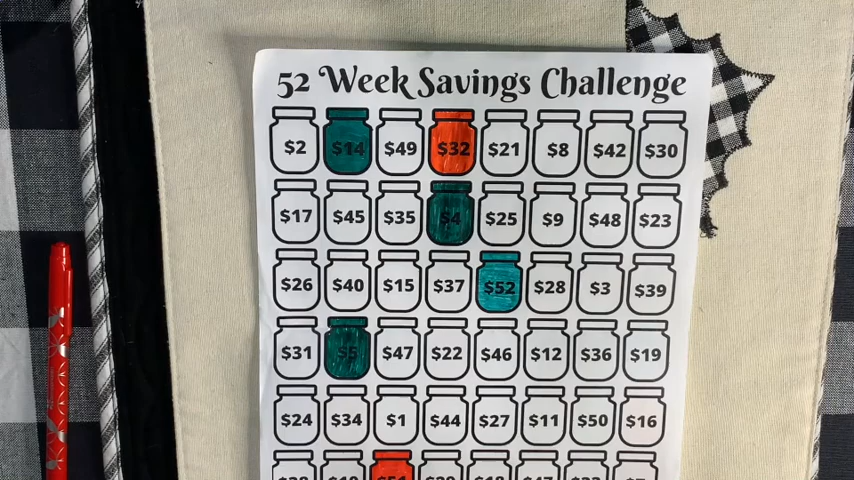 52 Week Savings Challenge
$2 $14 $49 $32 $21 $8 $42 $30
$17 $45 $35 $4 $25 $9 $48 $23
$26 $40 $15 $37 $52 $28 $3 $39
$31 $5 $47 $22 $46 $12 $36 $19
$24 $34 $1 $44 $27 $11 $50 $16
$51